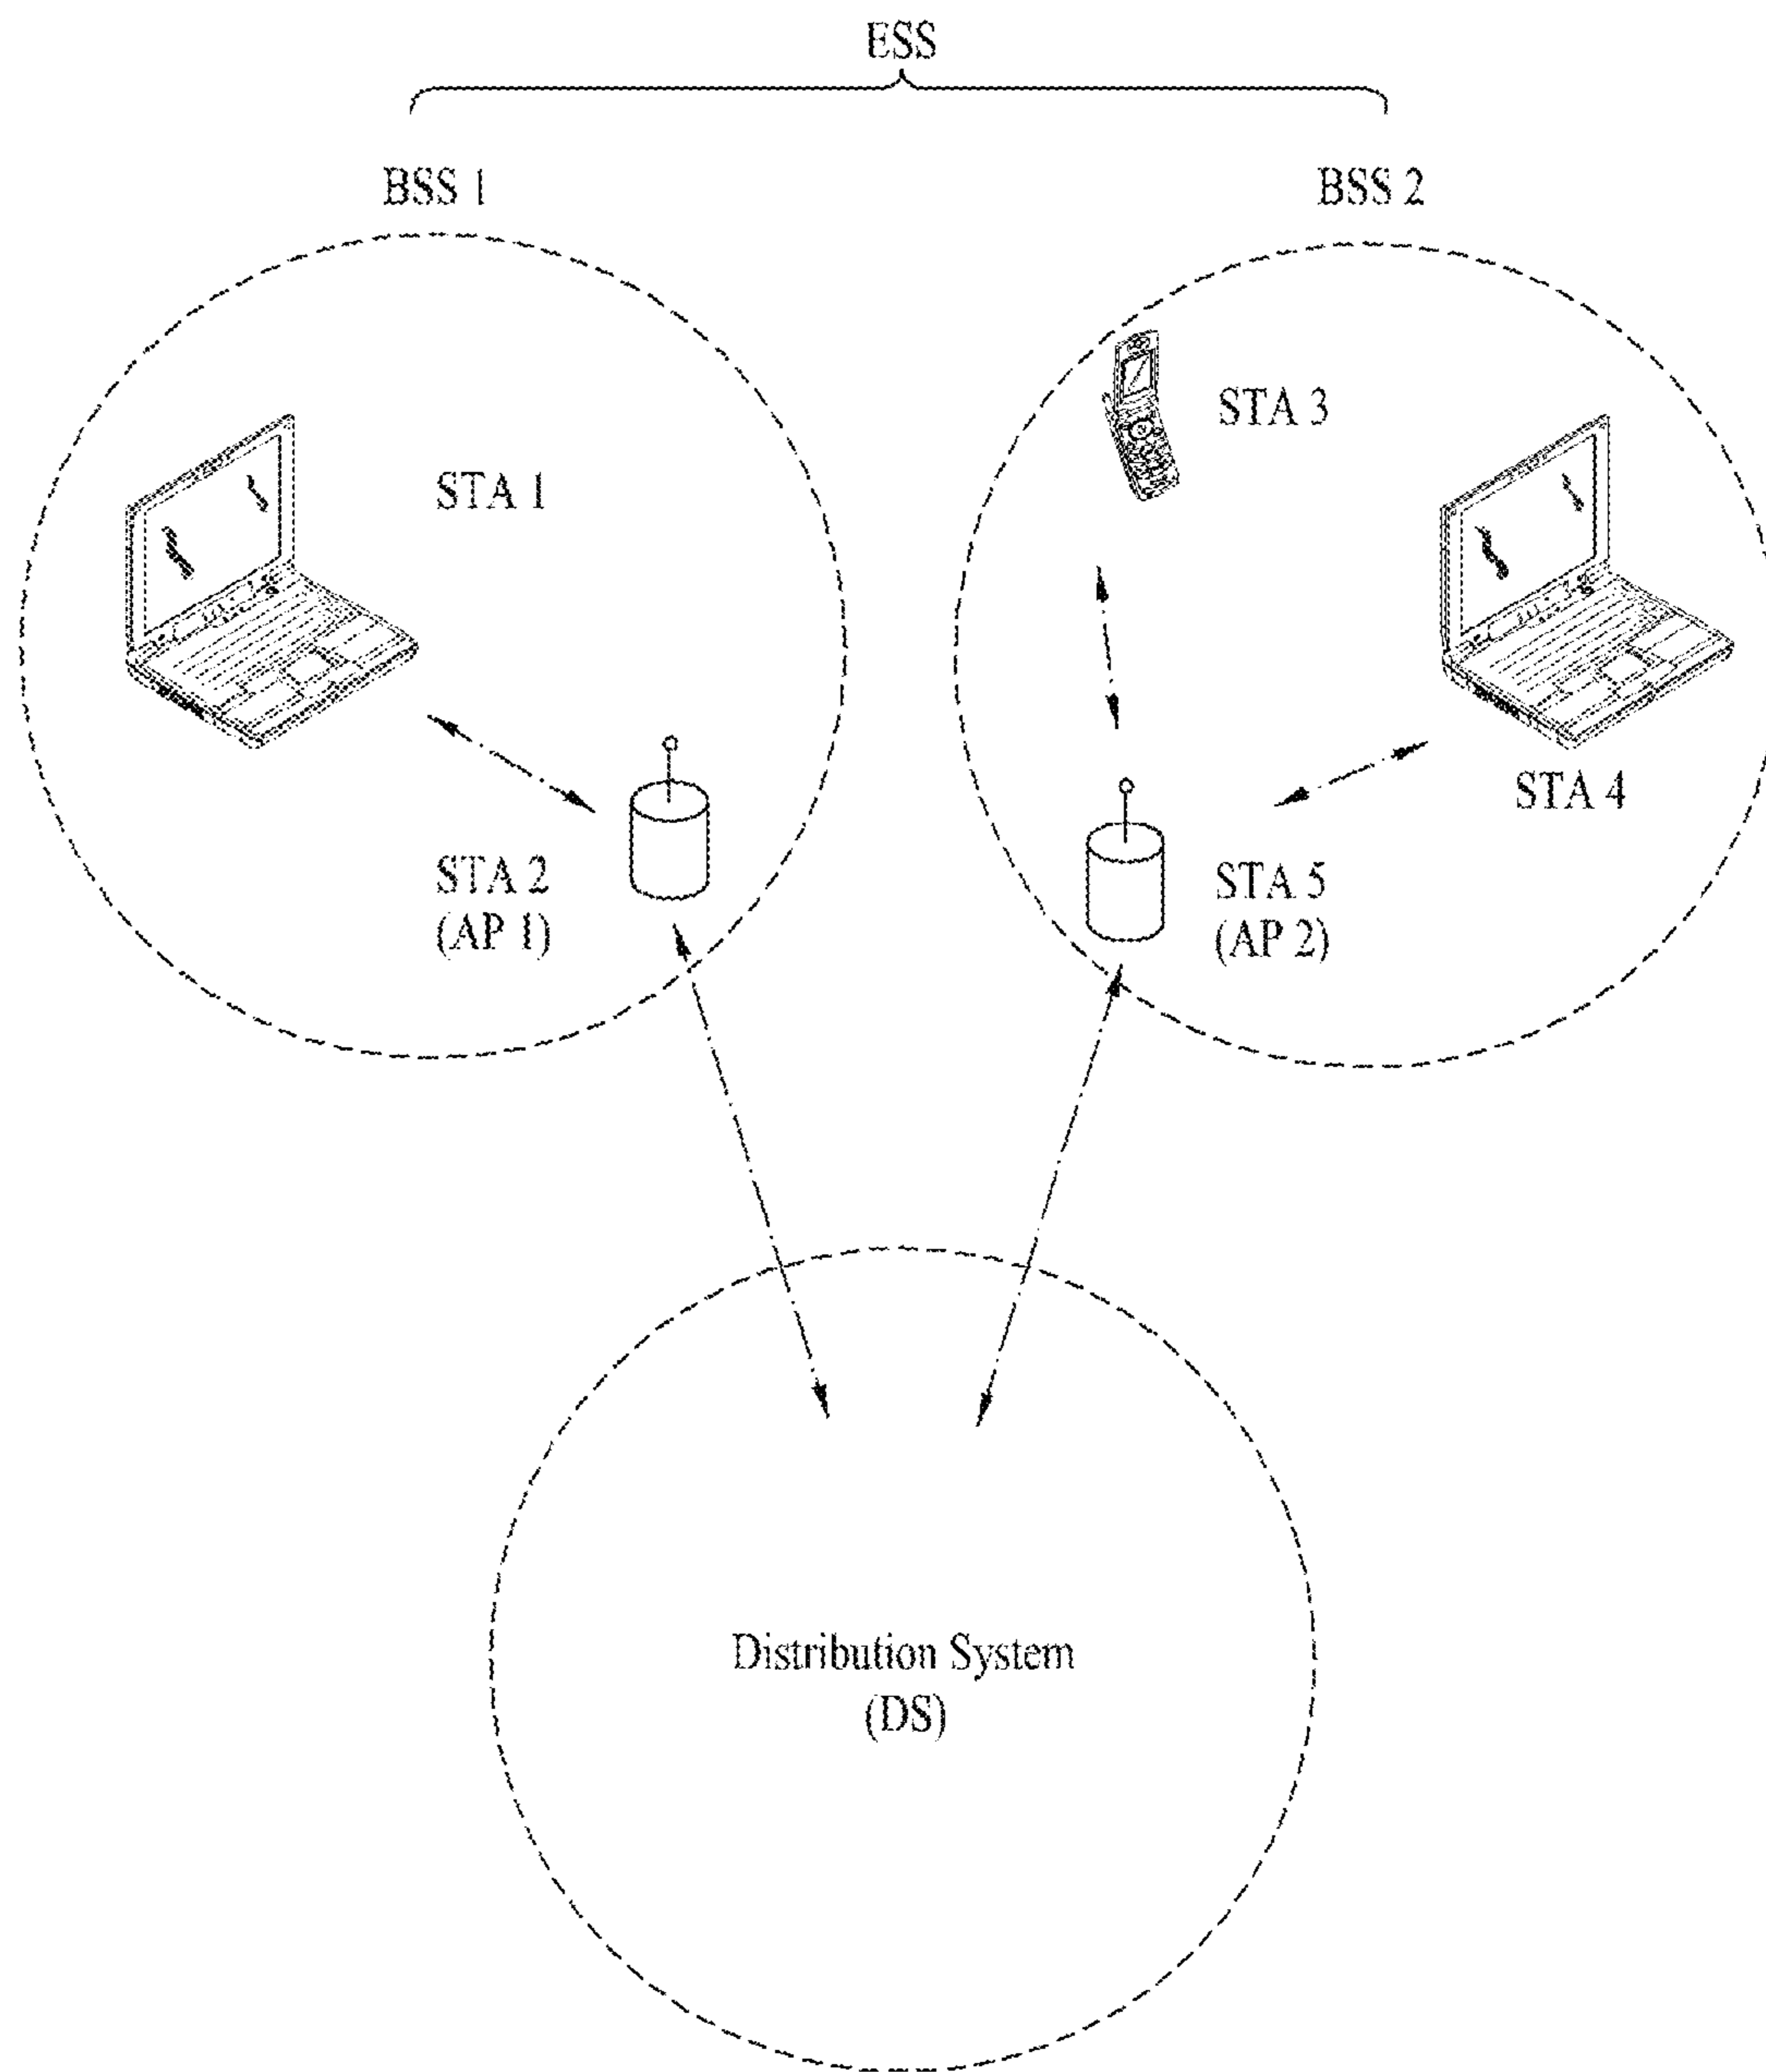 ESS
BSS 1
BSS 2
STA 1
STA 3
STA 4
STA 2
(AP 1)
STA 5
(AP 2)
Distribution System
(DS)